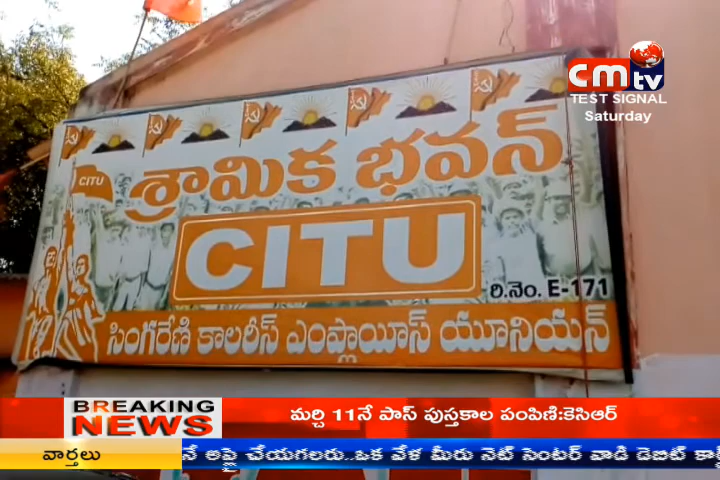 cmtv
TEST SIGNAL
Saturday
CITU
శ్రామిక భవన్
CITU
రి.నెం. E-171
సింగరేణి కాలరీస్ ఎంప్లాయీస్ యూనియన్
BREAKING
NEWS
మర్చి 11నే పాస్ పుస్తకాల పంపిణి:కెసిఆర్
వార్తలు
నే అప్లై చేయగలరు..ఒక వేళ మీరు నెట్ సెంటర్ వాడి డెబిట్